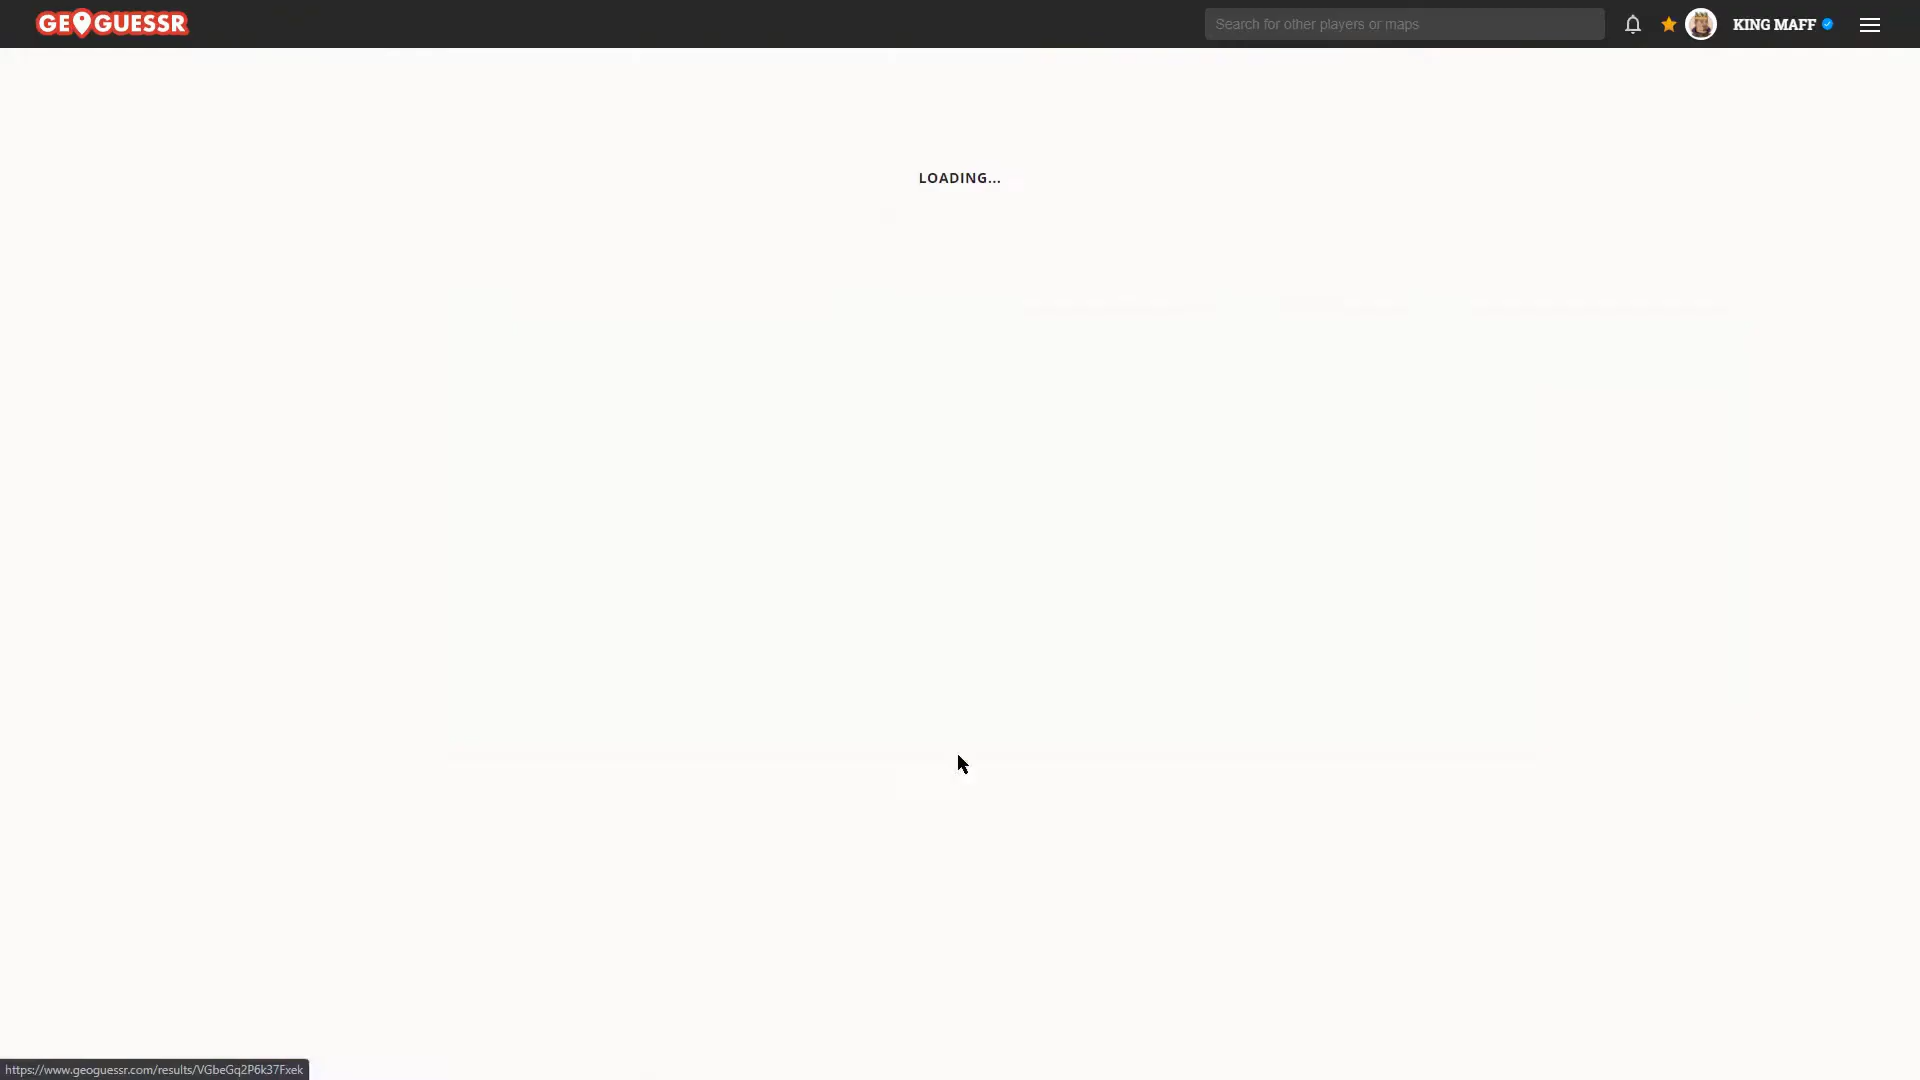 GEOGUESSR
Search for other players or maps
KING MAFF
LOADING...
https://www.geoguessr.com/results/VGbeGq2P6k37Fxek